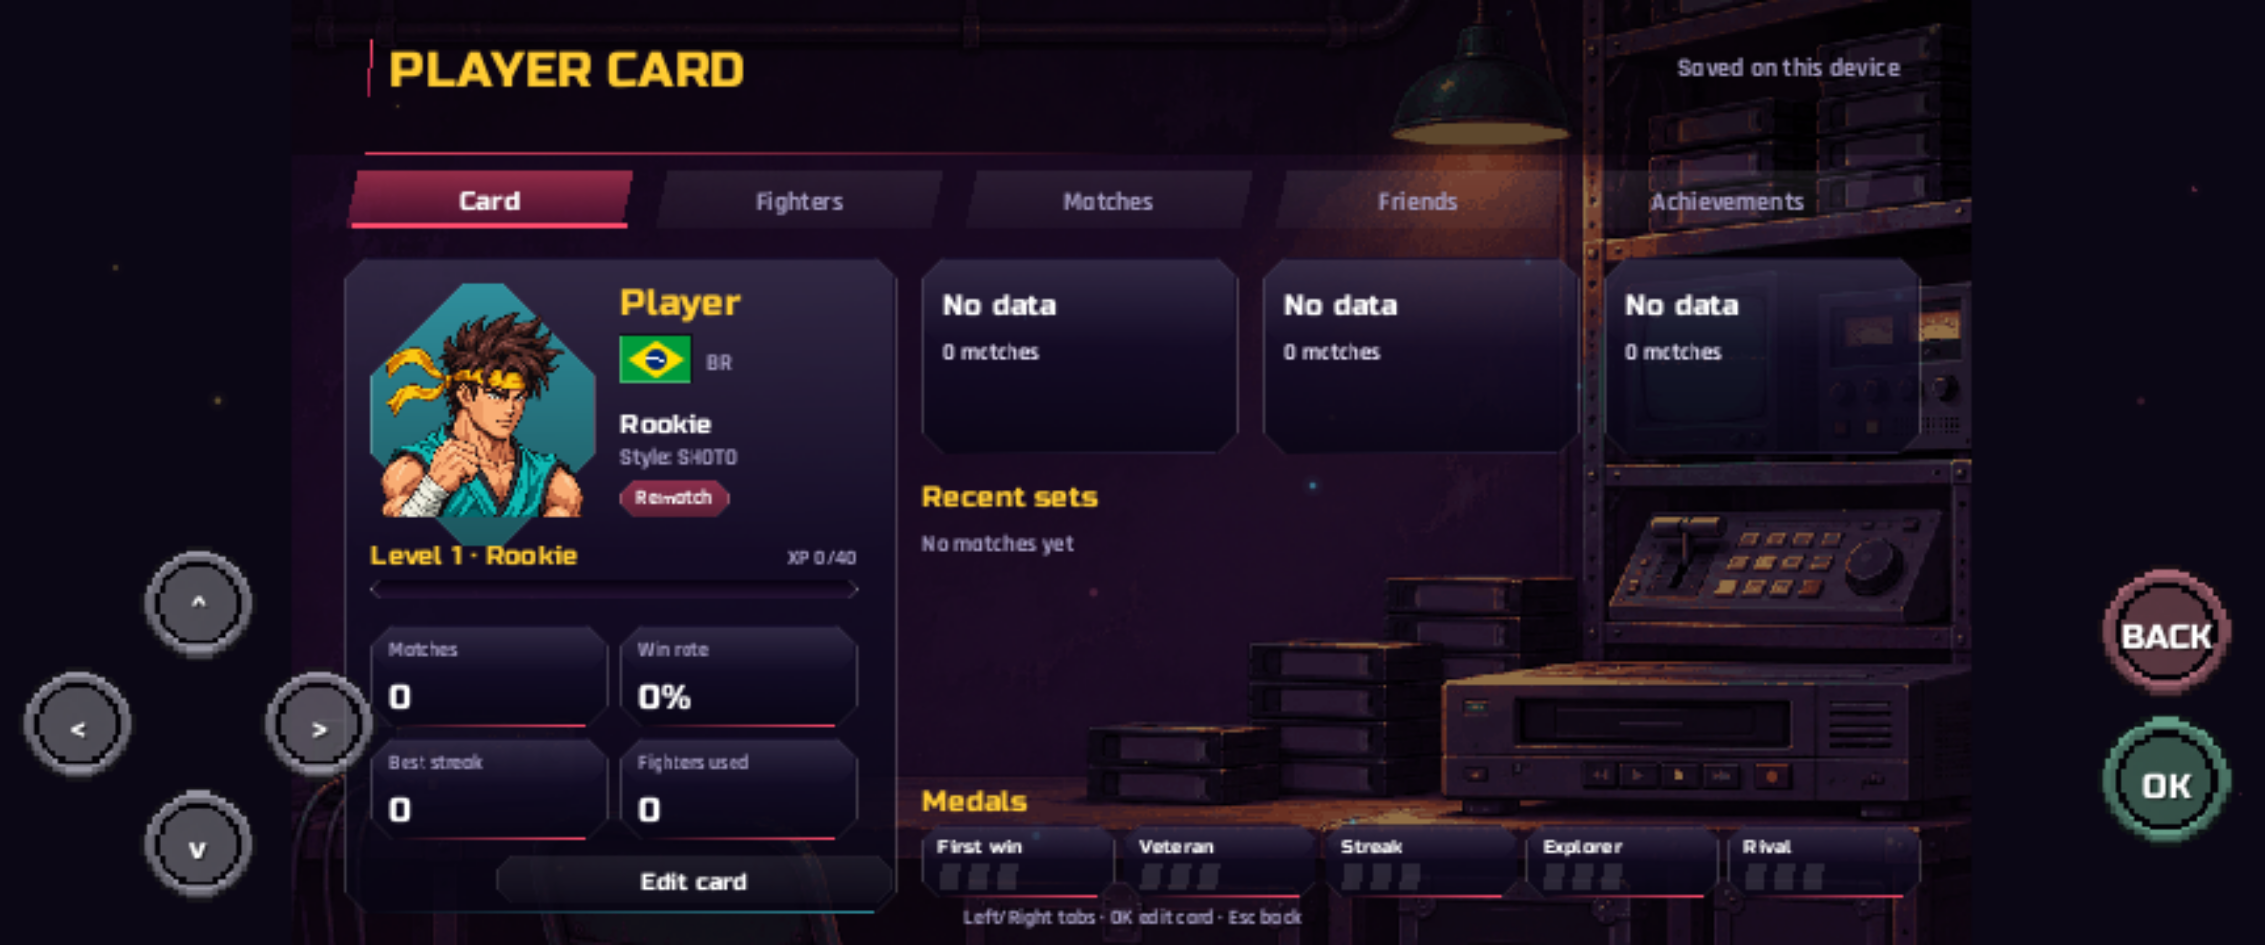 PLAYER CARD
Saved on this device
Card
Fighters
Matches
Friends
Achievements
Player
BR
Rookie
Style: SHOTO
Rematch
Level 1 · Rookie
XP 0/40
Matches
0
Win rate
0%
Best streak
0
Fighters used
0
Edit card
No data
0 matches
No data
0 matches
No data
0 matches
Recent sets
No matches yet
Medals
First win
Veteran
Streak
Explorer
Rival
Left/Right tabs · OK edit card · Esc back
^
<
>
v
BACK
OK